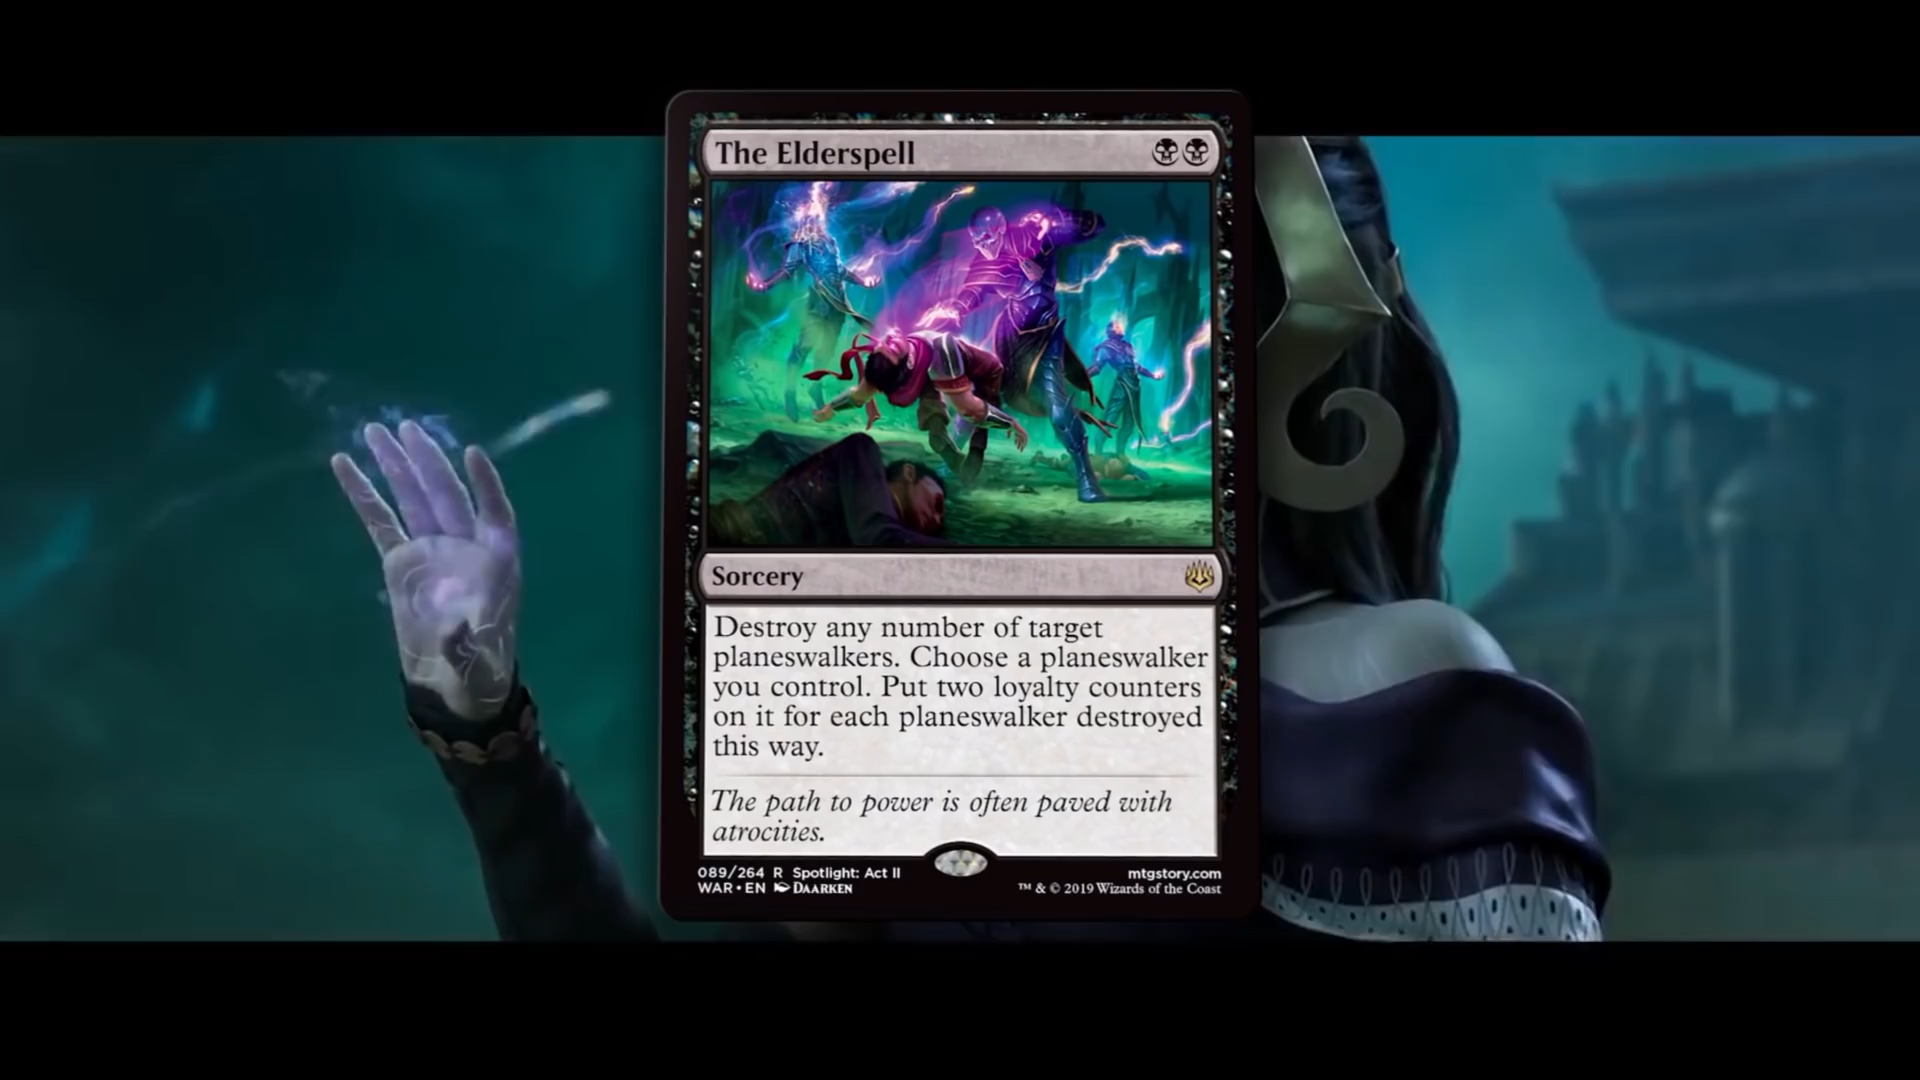 The Elderspell
Sorcery
Destroy any number of target
planeswalkers. Choose a planeswalker
you control. Put two loyalty counters
on it for each planeswalker destroyed
this way.
The path to power is often paved with
atrocities.
089/264 R Spotlight: Act II
WAR • EN DAARKEN
mtgstory.com
™ & © 2019 Wizards of the Coast